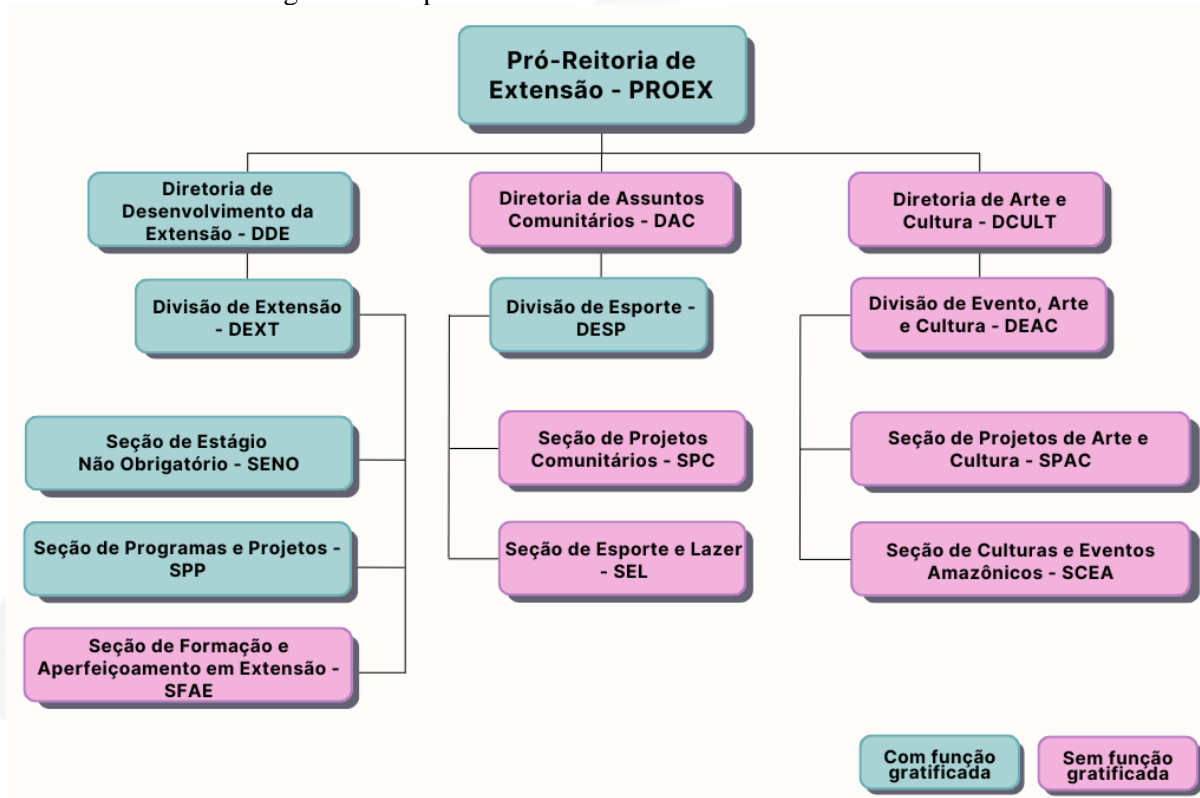 Pró-Reitoria de
Extensão - PROEX
Diretoria de
Desenvolvimento da
Extensão - DDE
Diretoria de Assuntos
Comunitários - DAC
Diretoria de Arte e
Cultura - DCULT
Divisão de Extensão
- DEXT
Divisão de Esporte -
DESP
Divisão de Evento, Arte
e Cultura - DEAC
Seção de Estágio
Não Obrigatório - SENO
Seção de Projetos
Comunitários - SPC
Seção de Projetos de Arte e
Cultura - SPAC
Seção de Programas e Projetos -
SPP
Seção de Esporte e Lazer
- SEL
Seção de Culturas e Eventos
Amazônicos - SCEA
Seção de Formação e
Aperfeiçoamento em Extensão -
SFAE
Com função
gratificada
Sem função
gratificada